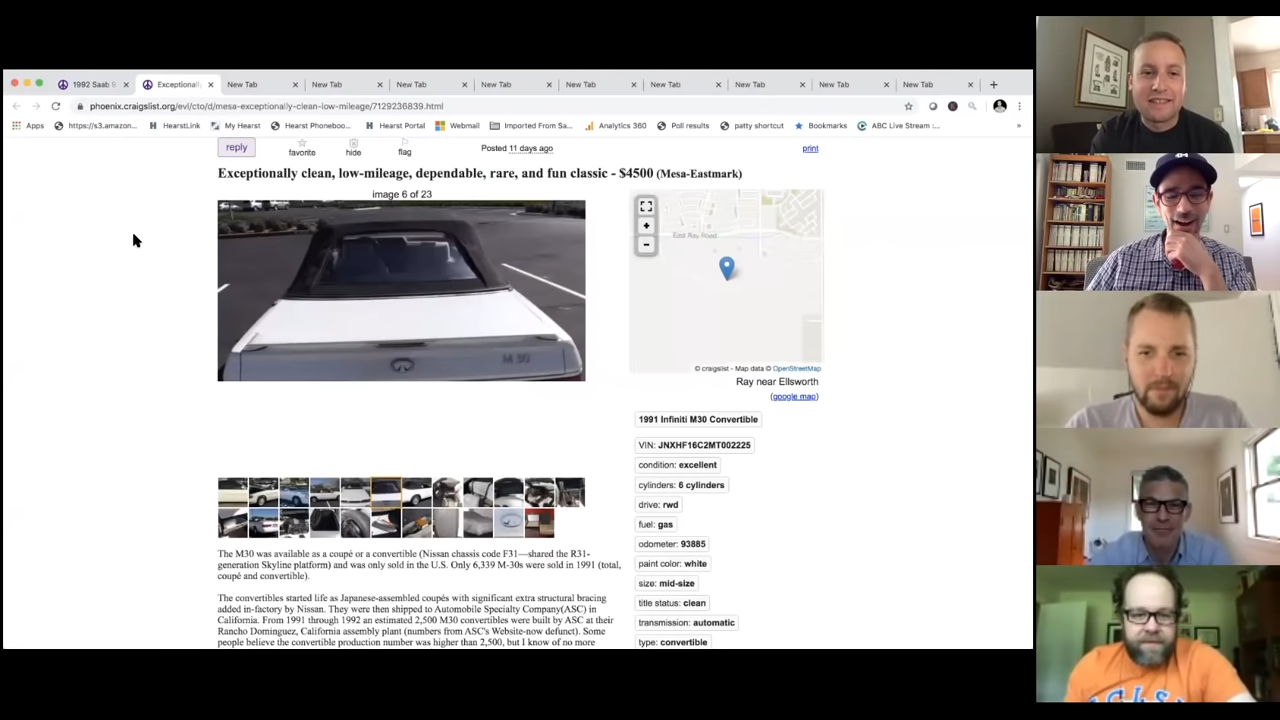 1992 Saab 9
Exceptionally
New Tab
New Tab
New Tab
New Tab
New Tab
New Tab
New Tab
New Tab
New Tab
phoenix.craigslist.org/evl/cto/d/mesa-exceptionally-clean-low-mileage/7129236839.html
Apps
https://s3.amazon...
HearstLink
My Hearst
Hearst Phoneboo...
Hearst Portal
Webmail
Imported From Sa...
Analytics 360
Poll results
patty shortcut
Bookmarks
ABC Live Stream :...
»
reply
favorite
hide
flag
Posted 11 days ago
print
Exceptionally clean, low-mileage, dependable, rare, and fun classic - $4500 (Mesa-Eastmark)
image 6 of 23
M30
+
−
East Ray Road
© craigslist - Map data © OpenStreetMap
Ray near Ellsworth
(google map)
1991 Infiniti M30 Convertible
VIN: JNXHF16C2MT002225
condition: excellent
cylinders: 6 cylinders
drive: rwd
fuel: gas
odometer: 93885
paint color: white
size: mid-size
title status: clean
transmission: automatic
type: convertible
The M30 was available as a coupè or a convertible (Nissan chassis code F31—shared the R31-
generation Skyline platform) and was only sold in the U.S. Only 6,339 M-30s were sold in 1991 (total,
coupé and convertible).
The convertibles started life as Japanese-assembled coupés with significant extra structural bracing
added in-factory by Nissan. They were then shipped to Automobile Specialty Company(ASC) in
California. From 1991 through 1992 an estimated 2,500 M30 convertibles were built by ASC at their
Rancho Dominguez, California assembly plant (numbers from ASC's Website-now defunct). Some
people believe the convertible production number was higher than 2,500, but I know of no more